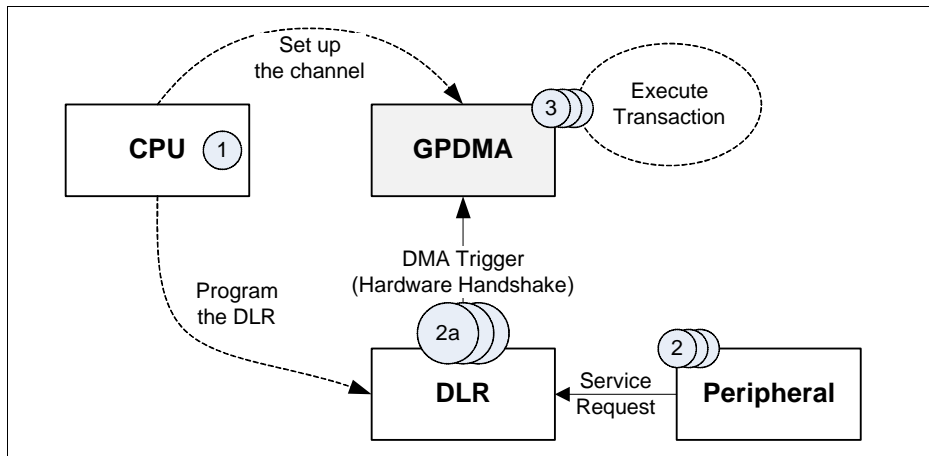 Set up
the channel
CPU
1
GPDMA
3
Execute
Transaction
DMA Trigger
(Hardware Handshake)
Program
the DLR
2a
DLR
Service
Request
2
Peripheral